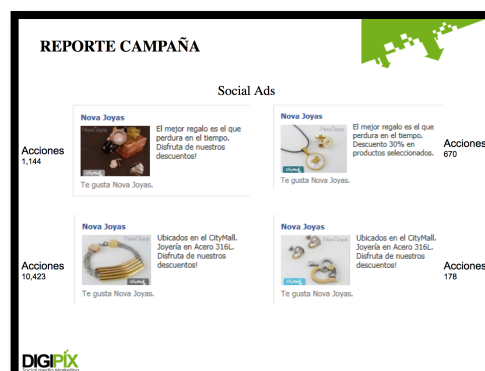 REPORTE CAMPAÑA
Social Ads
Nova Joyas
El mejor regalo es el que
perdura en el tiempo.
Disfruta de nuestros
descuentos!
Te gusta Nova Joyas.
Acciones
1,144
Nova Joyas
El mejor regalo es el que
perdura en el tiempo.
Descuento 30% en
productos seleccionados.
Te gusta Nova Joyas.
Acciones
670
Nova Joyas
Ubicados en el CityMall.
Joyería en Acero 316L.
Disfruta de nuestros
descuentos!
Te gusta Nova Joyas.
Acciones
10,423
Nova Joyas
Ubicados en el CityMall.
Joyería en Acero 316L.
Disfruta de nuestros
descuentos!
Te gusta Nova Joyas.
Acciones
178
DIGIPIX
Social media Marketing